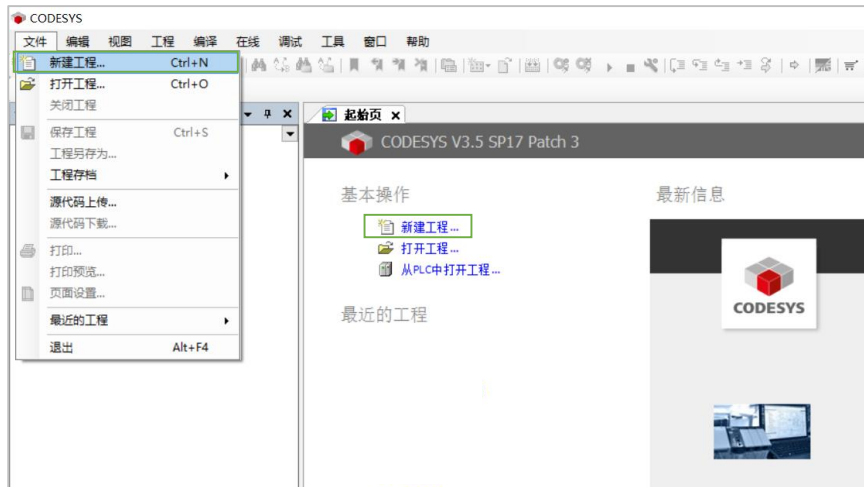 CODESYS
文件 编辑 视图 工程 编译 在线 调试 工具 窗口 帮助
新建工程... Ctrl+N
打开工程... Ctrl+O
关闭工程
保存工程 Ctrl+S
工程另存为...
工程存档
源代码上传...
源代码下载...
打印...
打印预览...
页面设置...
最近的工程
退出 Alt+F4
起始页
CODESYS V3.5 SP17 Patch 3
基本操作
新建工程...
打开工程...
从PLC中打开工程...
最近的工程
最新信息
CODESYS